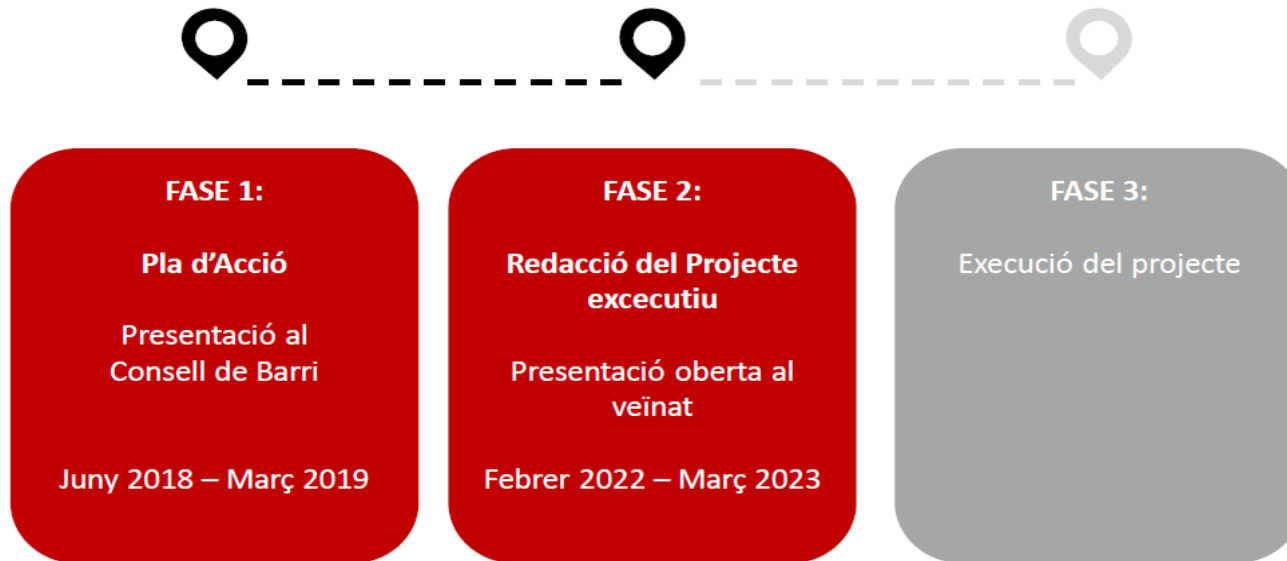 FASE 1:
Pla d’Acció
Presentació al
Consell de Barri
Juny 2018 – Març 2019
FASE 2:
Redacció del Projecte
excecutiu
Presentació oberta al
veïnat
Febrer 2022 – Març 2023
FASE 3:
Execució del projecte